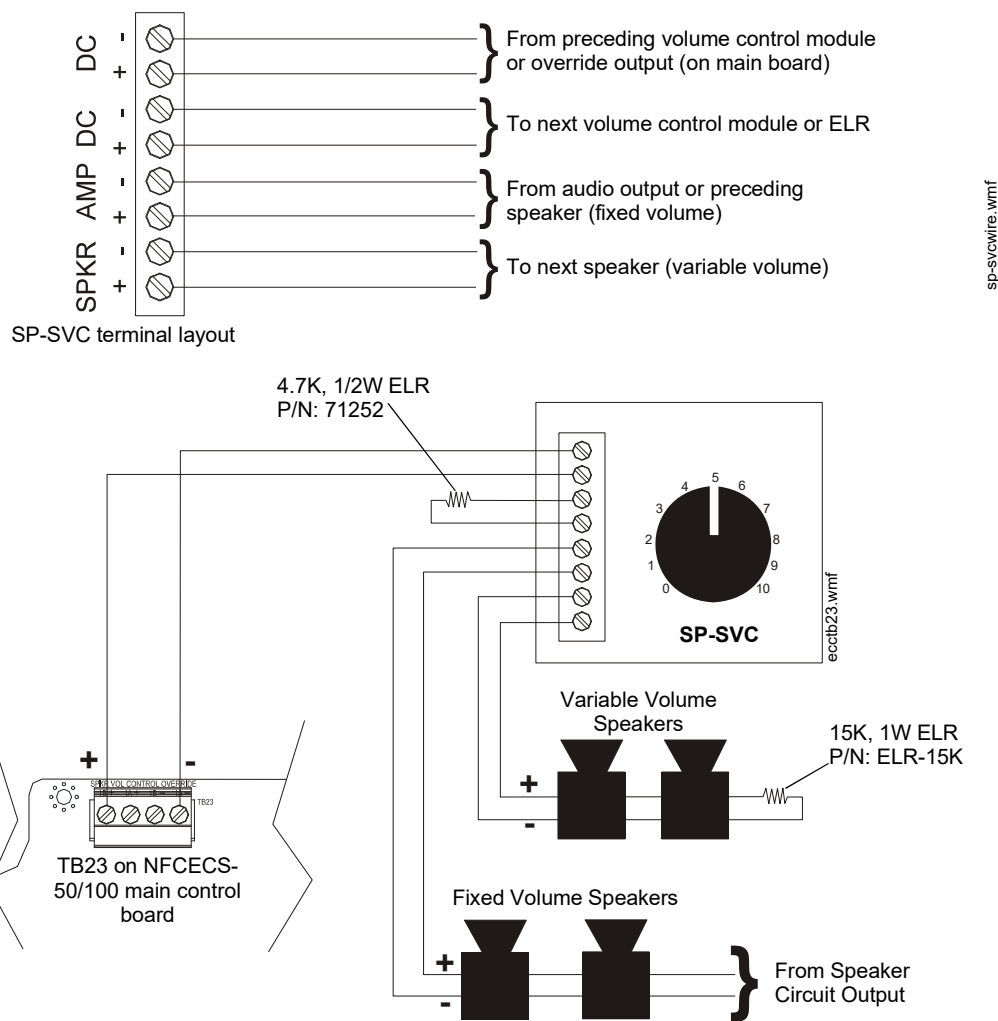 DC - +
From preceding volume control module
or override output (on main board)
DC - +
To next volume control module or ELR
AMP - +
From audio output or preceding
speaker (fixed volume)
SPKR - +
To next speaker (variable volume)
sp-svcwire.wmf
SP-SVC terminal layout
4.7K, 1/2W ELR
P/N: 71252
0 1 2 3 4 5 6 7 8 9 10
SP-SVC
ecctb23.wmf
Variable Volume
Speakers
15K, 1W ELR
P/N: ELR-15K
+
-
+ -
SPKR VOL CONTROL OVERRIDE
TB23
TB23 on NFCECS-
50/100 main control
board
Fixed Volume Speakers
+
-
From Speaker
Circuit Output